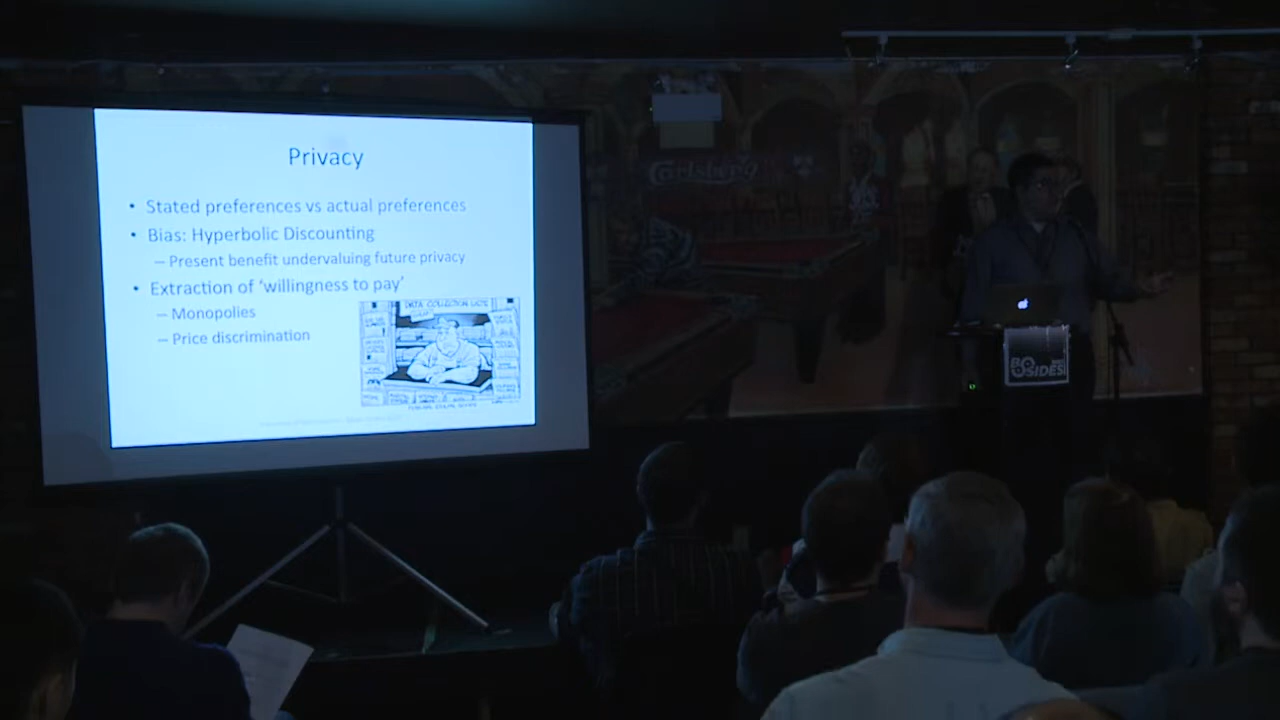 Privacy
• Stated preferences vs actual preferences
• Bias: Hyperbolic Discounting
– Present benefit undervaluing future privacy
• Extraction of ‘willingness to pay’
– Monopolies
– Price discrimination
DATA COLLECTION
Carlsberg
BSIDES